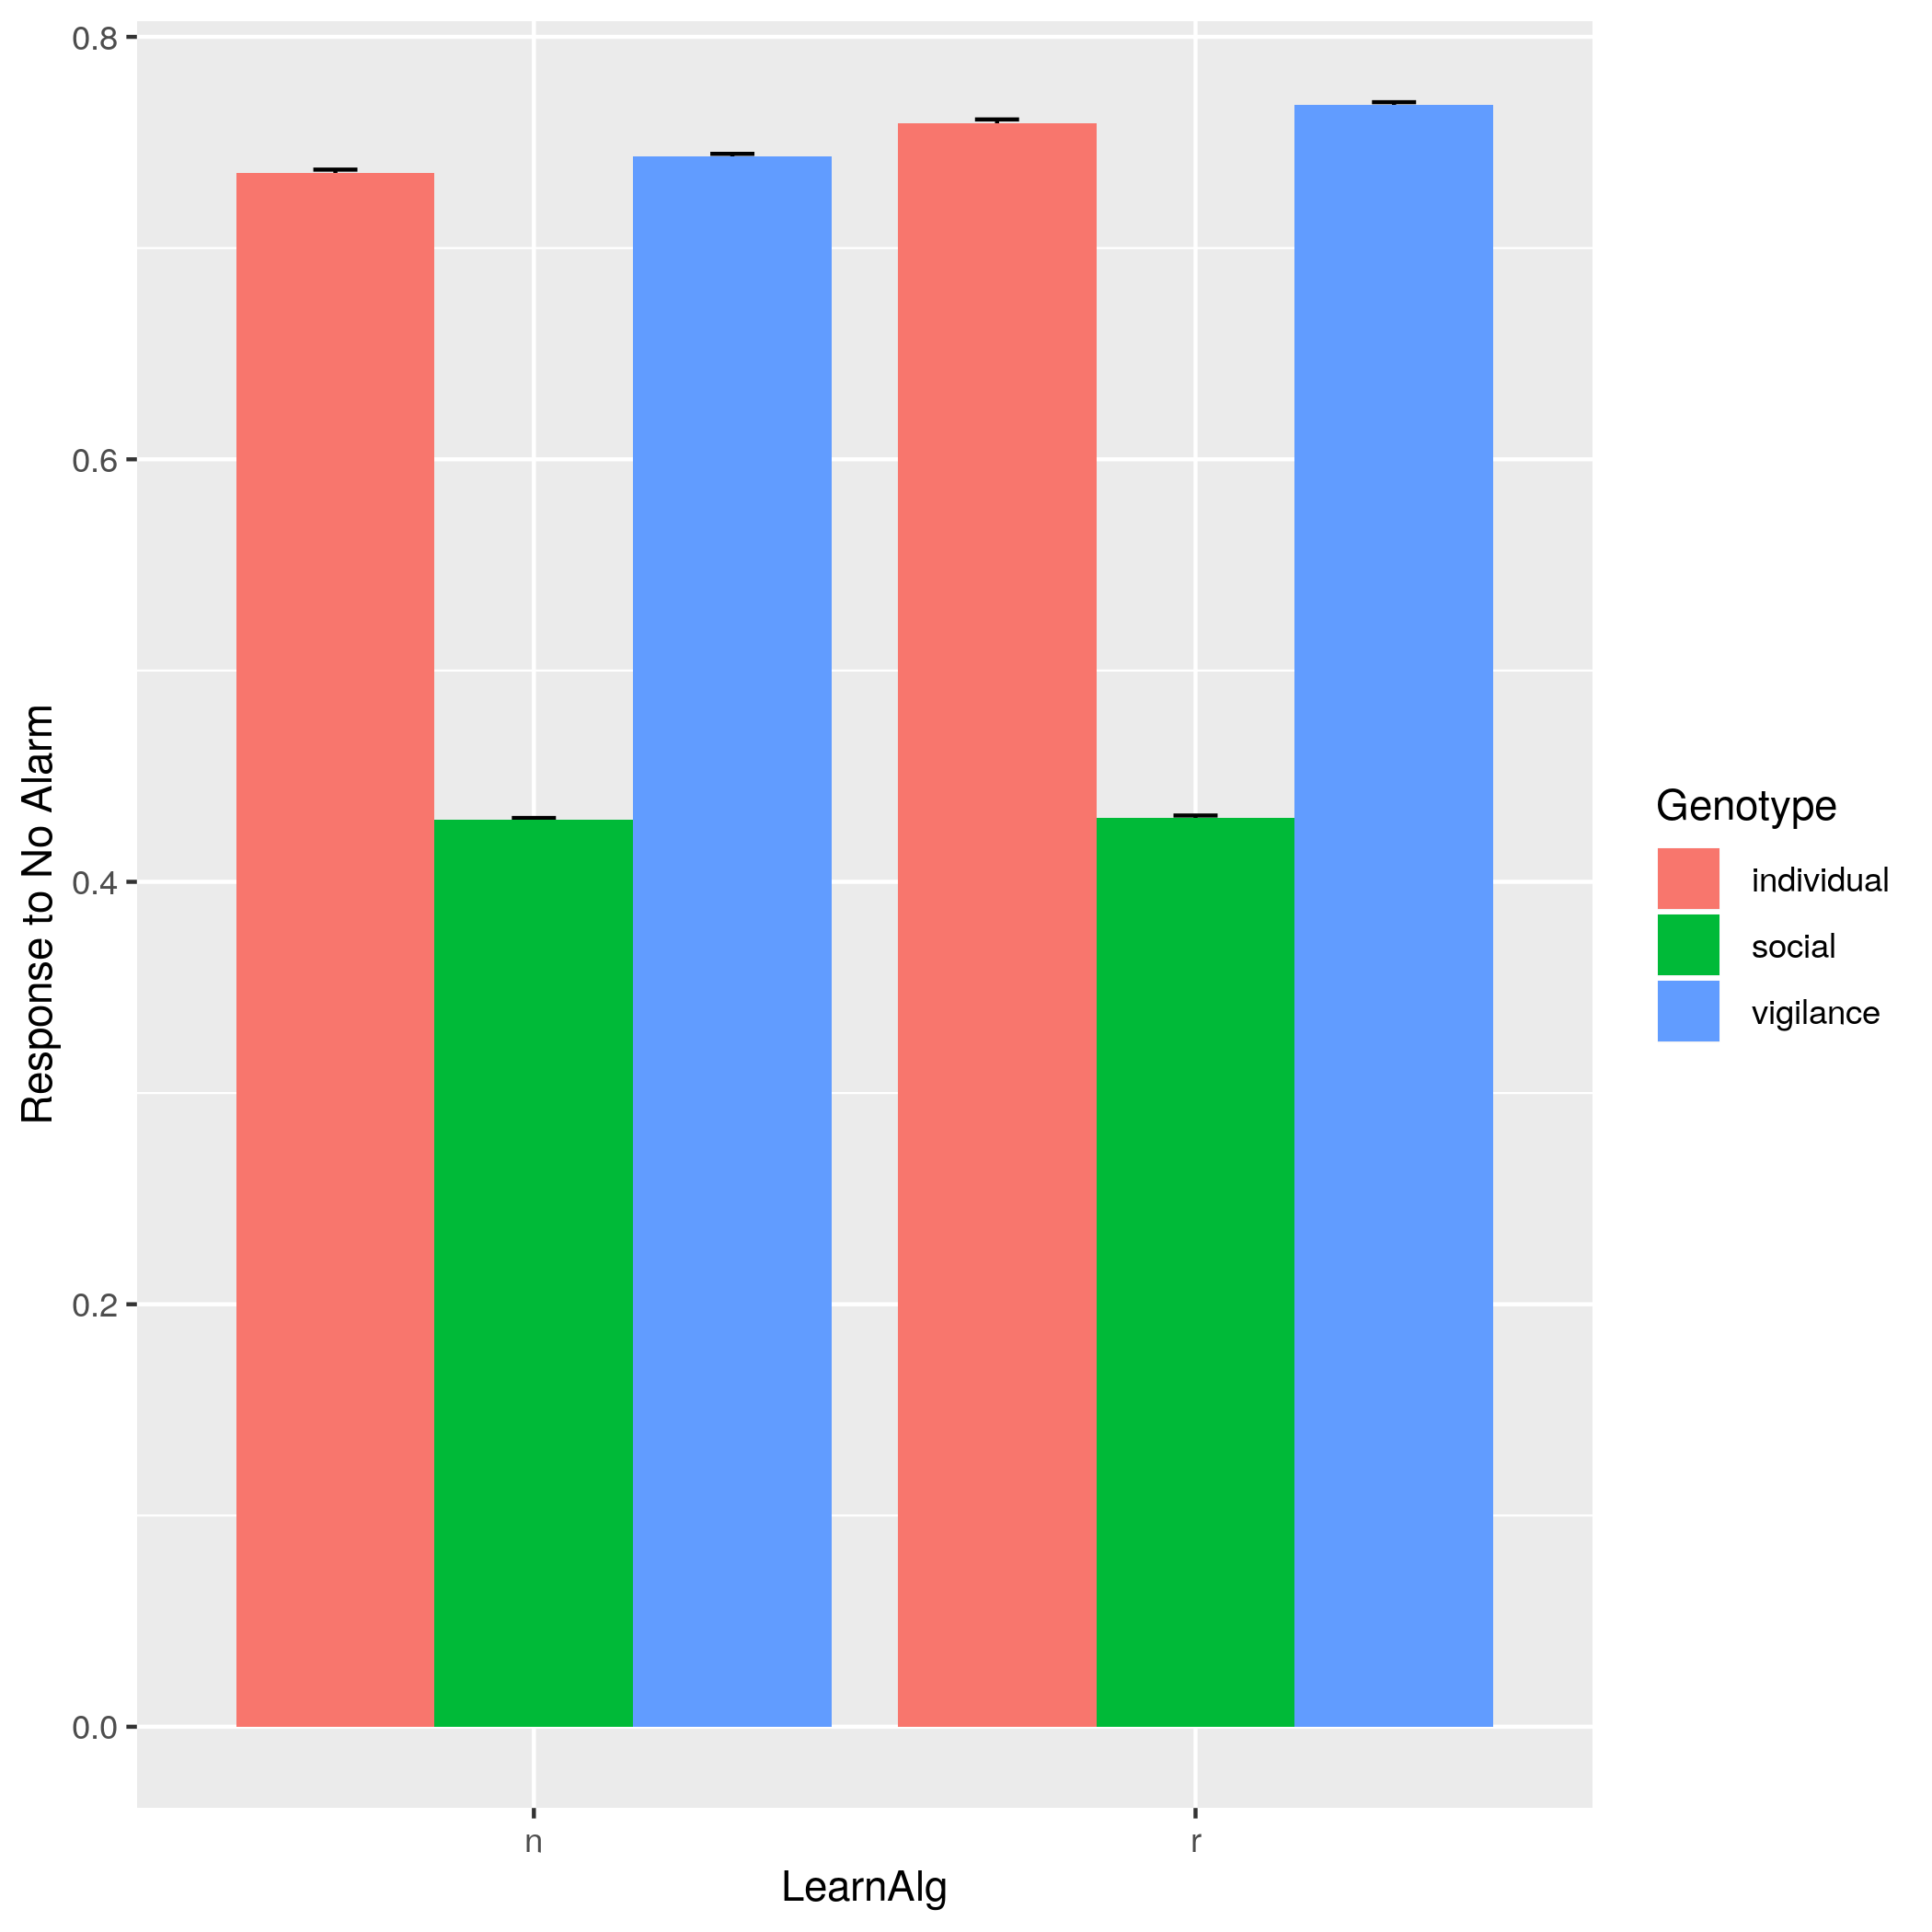 0.8
0.6
0.4
0.2
0.0
Response to No Alarm
n
r
LearnAlg
Genotype
individual
social
vigilance